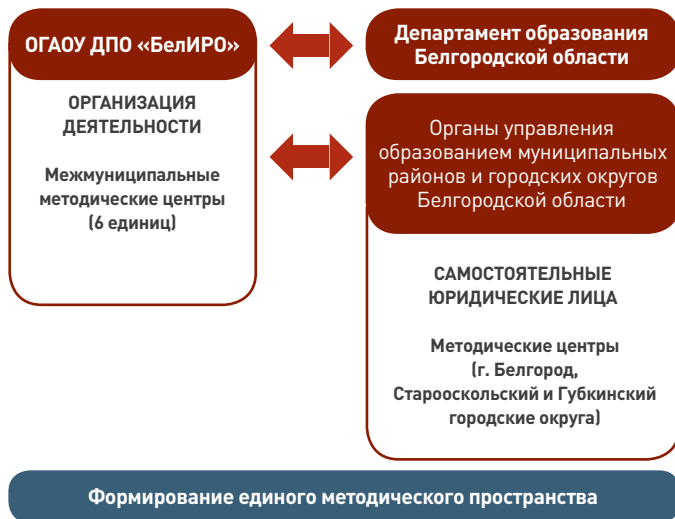 ОГАОУ ДПО «БелИРО»
ОРГАНИЗАЦИЯ
ДЕЯТЕЛЬНОСТИ
Межмуниципальные
методические центры
(6 единиц)
Департамент образования
Белгородской области
Органы управления
образованием муниципальных
районов и городских округов
Белгородской области
САМОСТОЯТЕЛЬНЫЕ
ЮРИДИЧЕСКИЕ ЛИЦА
Методические центры
(г. Белгород,
Старооскольский и Губкинский
городские округа)
Формирование единого методического пространства